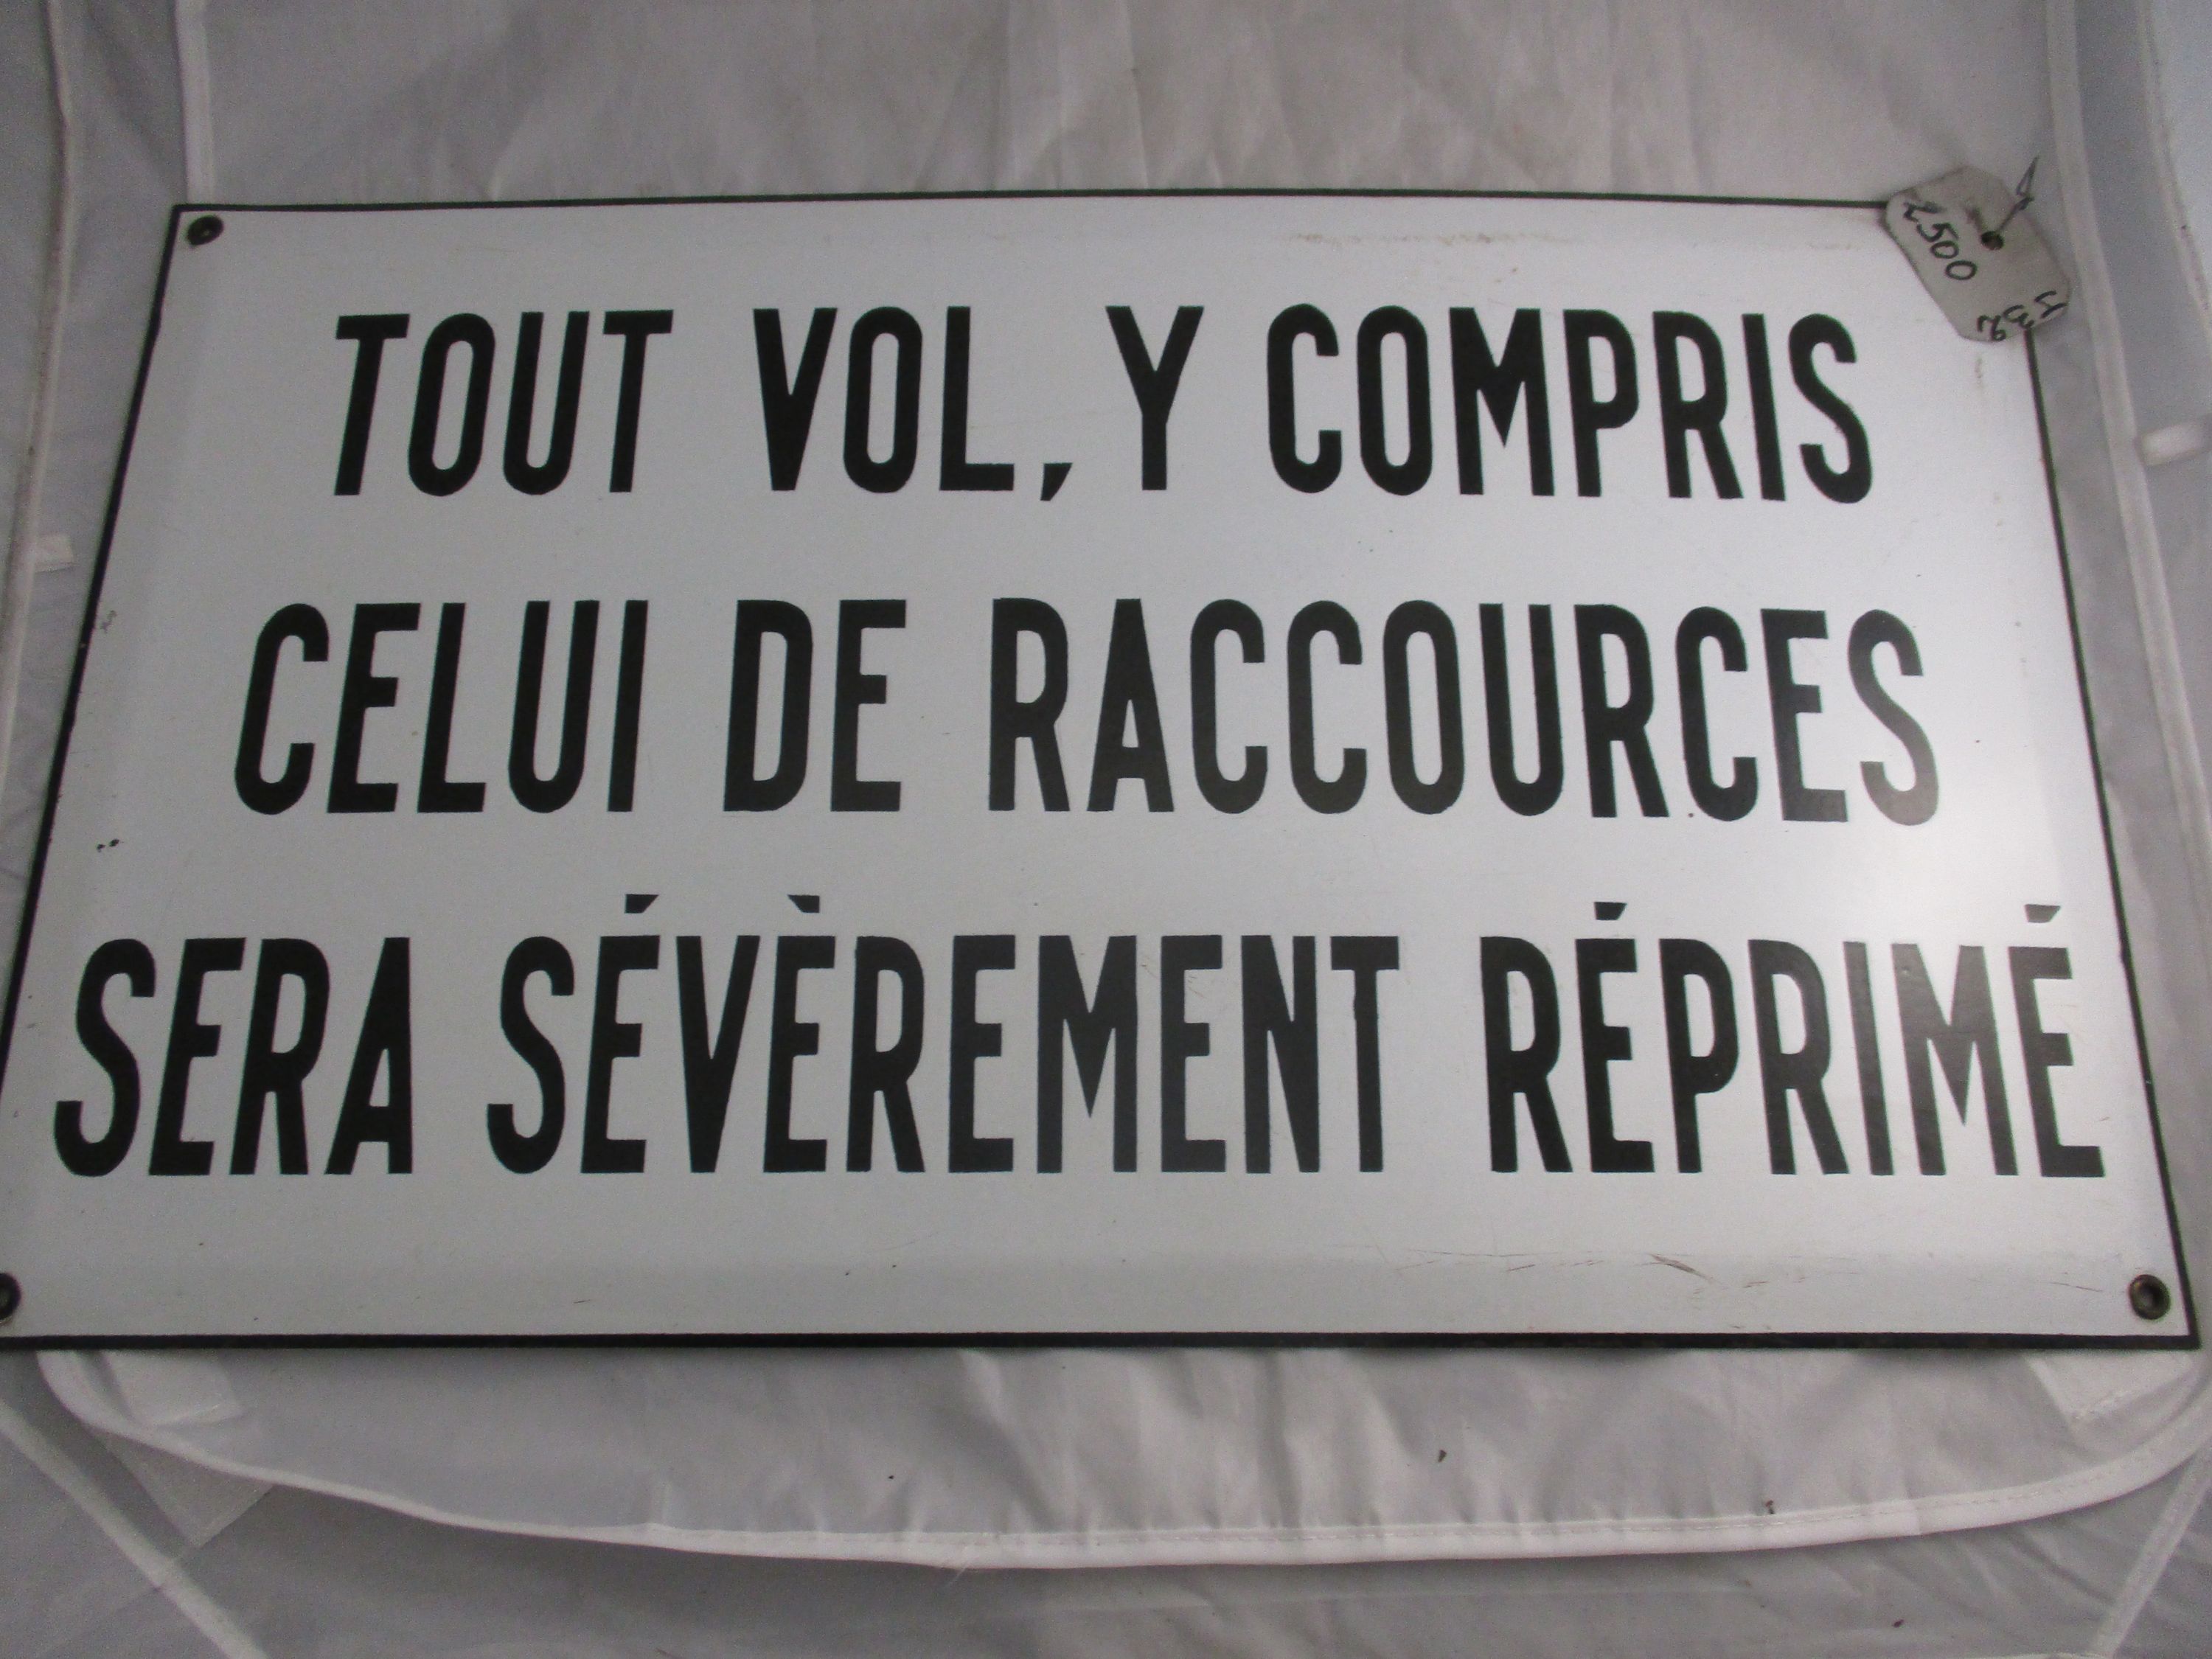 TOUT VOL, Y COMPRIS
CELUI DE RACCOURCES
SERA SÉVÈREMENT RÉPRIMÉ
2500